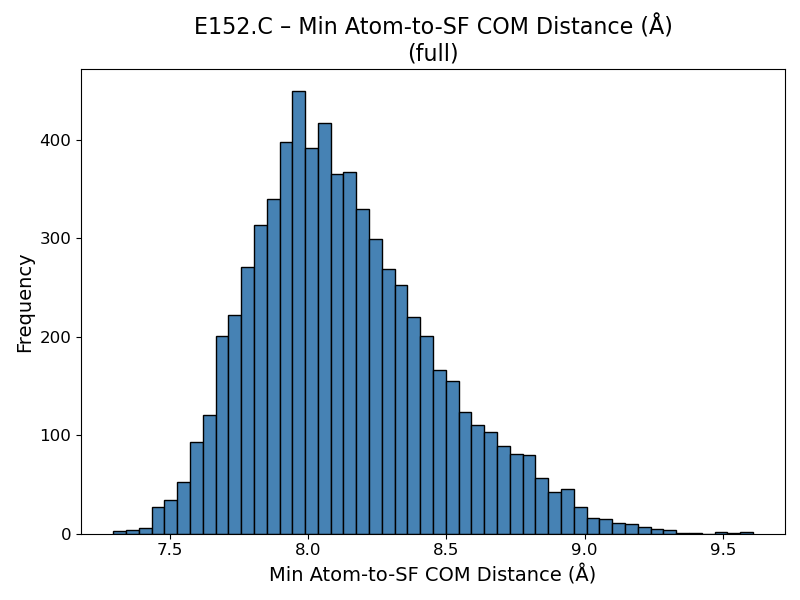 E152.C – Min Atom-to-SF COM Distance (Å)
(full)
Frequency
400
300
200
100
0
7.5 8.0 8.5 9.0 9.5
Min Atom-to-SF COM Distance (Å)